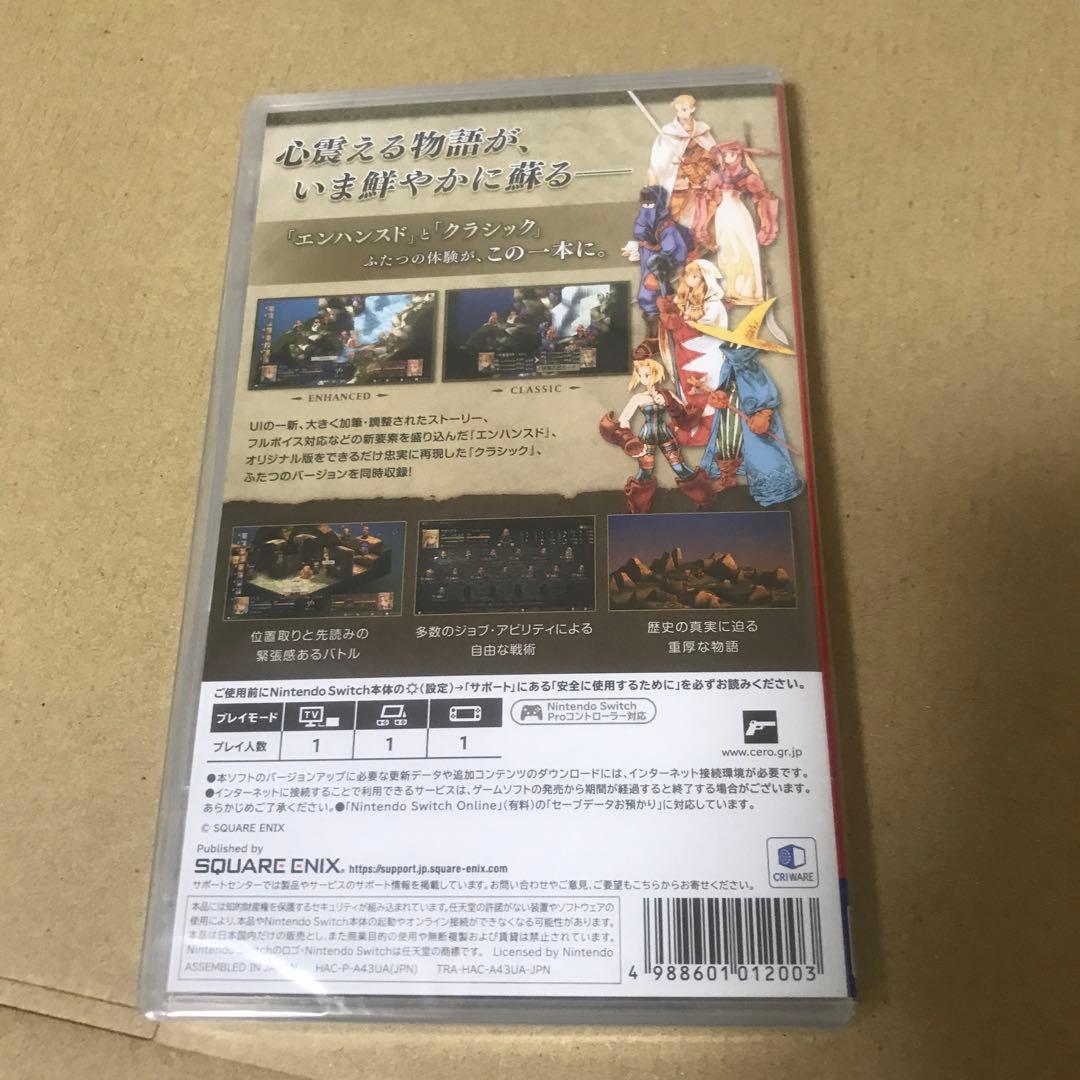 心震える物語が、
いま鮮やかに蘇る──
「エンハンスド」と「クラシック」
ふたつの体験が、この一本に。
ENHANCED
CLASSIC
UIの一新、大きく加筆・調整されたストーリー、
フルボイス対応などの新要素を盛り込んだ『エンハンスド』、
オリジナル版をできるだけ忠実に再現した『クラシック』、
ふたつのバージョンを同時収録!
位置取りと先読みの
緊張感あるバトル
多数のジョブ・アビリティによる
自由な戦術
歴史の真実に迫る
重厚な物語
ご使用前にNintendo Switch本体の(設定)→「サポート」にある「安全に使用するために」を必ずお読みください。
プレイモード TV
プレイ人数 1 1 1
Nintendo Switch
Proコントローラー対応
www.cero.gr.jp
●本ソフトのバージョンアップに必要な更新データや追加コンテンツのダウンロードには、インターネット接続環境が必要です。
●インターネットに接続することで利用できるサービスは、ゲームソフトの発売から期間が経過すると終了する場合がございます。
あらかじめご了承ください。●「Nintendo Switch Online」(有料)の「セーブデータお預かり」に対応しています。
© SQUARE ENIX
Published by
SQUARE ENIX® https://support.jp.square-enix.com
CRIWARE
サポートセンターでは製品やサービスのサポート情報を掲載しています。お問い合わせやご意見、ご要望もこちらからお寄せください。
本品には知的財産権を保護するセキュリティが組み込まれています。任天堂の許諾がない装置やソフトウェアの
使用により、本品やNintendo Switch本体の起動やオンライン接続ができなくなる可能性があります。
本品は日本国内だけの販売とし、また商業目的の使用や無断複製および賃貸は禁止されています。
Nintendo Switchのロゴ・Nintendo Switchは任天堂の商標です。 Licensed by Nintendo
ASSEMBLED IN JAPAN HAC-P-A43UA(JPN) TRA-HAC-A43UA-JPN
4 988601 012003